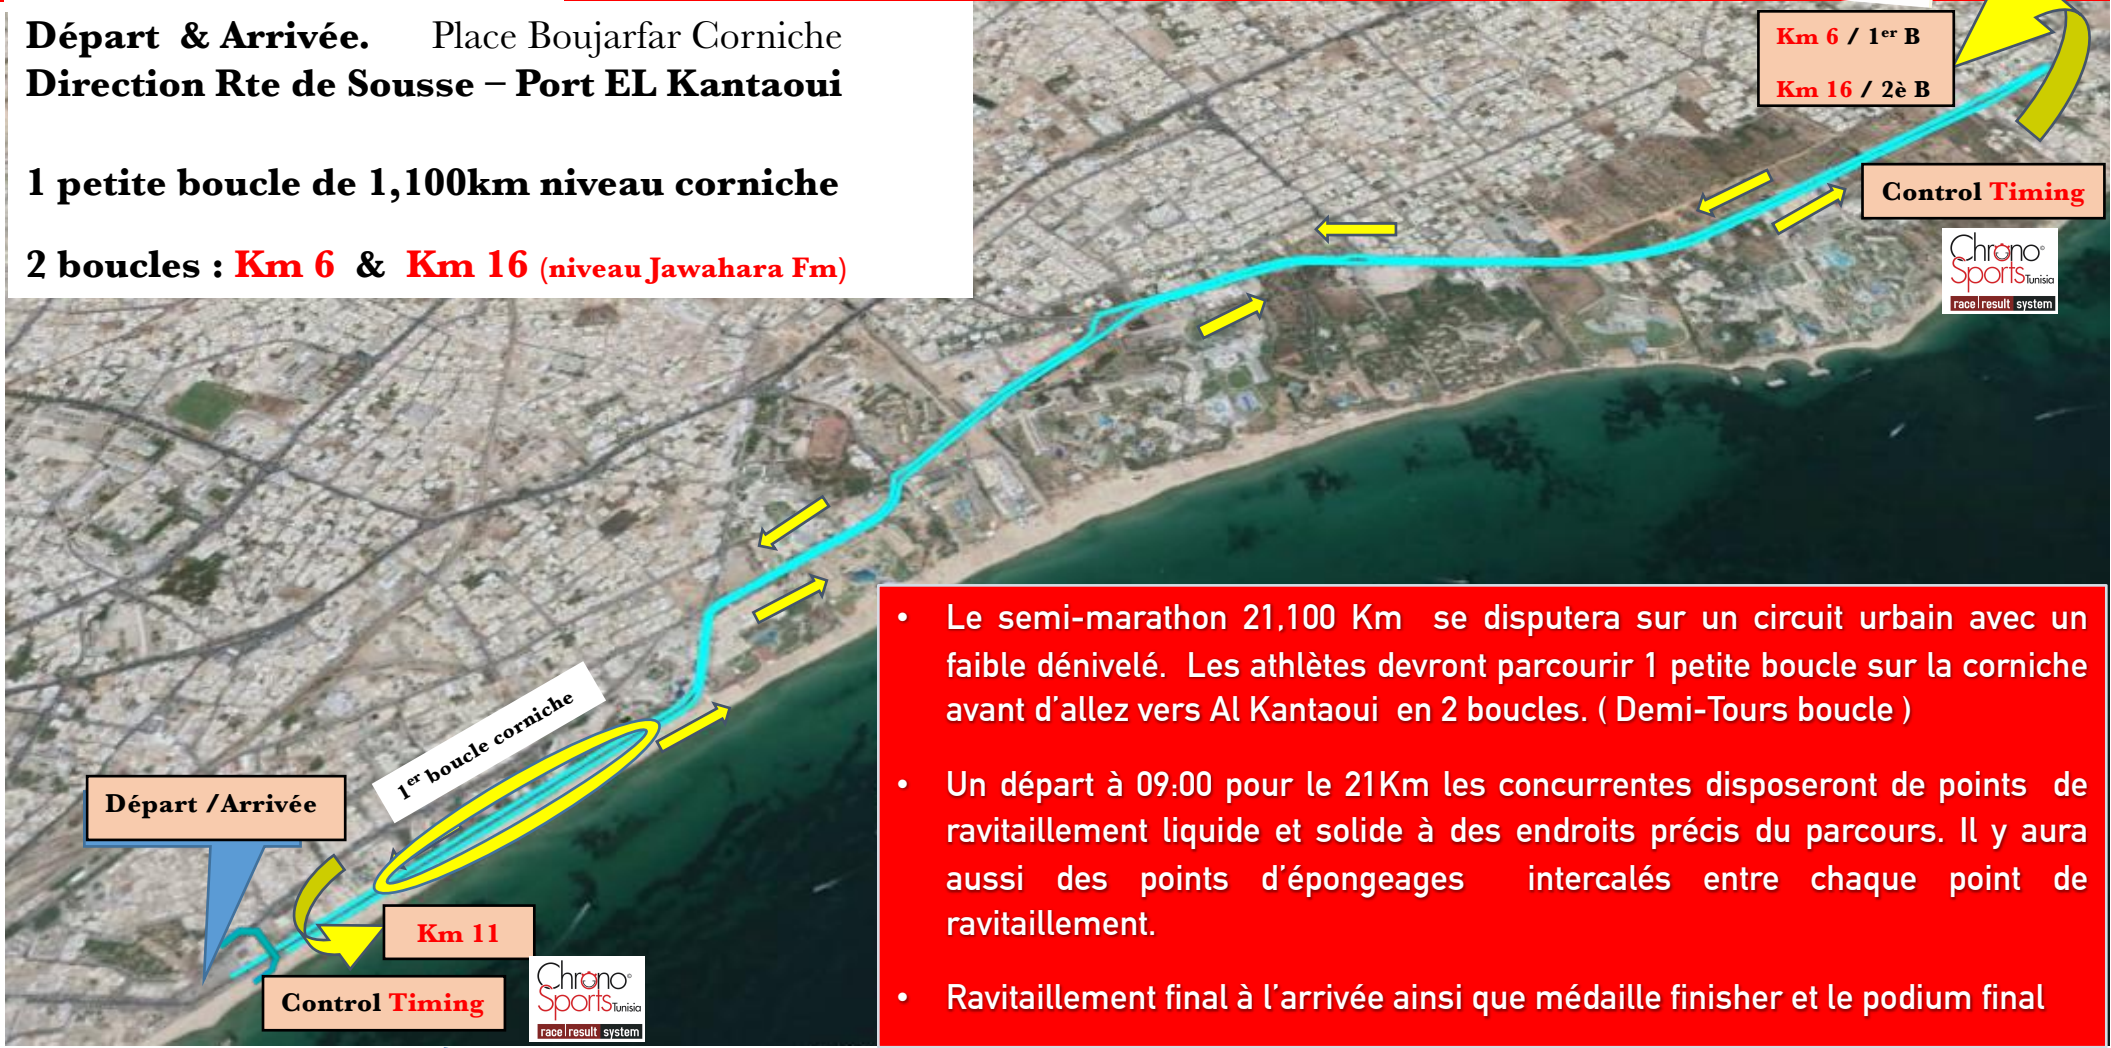 Départ & Arrivée. Place Boujarfar Corniche
Direction Rte de Sousse – Port EL Kantaoui
1 petite boucle de 1,100km niveau corniche
2 boucles : Km 6 & Km 16 (niveau Jawahara Fm)
Km 6 / 1er B
Km 16 / 2è B
Control Timing
Chrono
Sports Tunisia
race result system
1er boucle corniche
Départ /Arrivée
Km 11
Control Timing
Chrono
Sports Tunisia
race result system
• Le semi-marathon 21,100 Km se disputera sur un circuit urbain avec un
faible dénivelé. Les athlètes devront parcourir 1 petite boucle sur la corniche
avant d'allez vers Al Kantaoui en 2 boucles. ( Demi-Tours boucle )
• Un départ à 09:00 pour le 21Km les concurrentes disposeront de points de
ravitaillement liquide et solide à des endroits précis du parcours. Il y aura
aussi des points d'épongeages intercalés entre chaque point de
ravitaillement.
• Ravitaillement final à l'arrivée ainsi que médaille finisher et le podium final